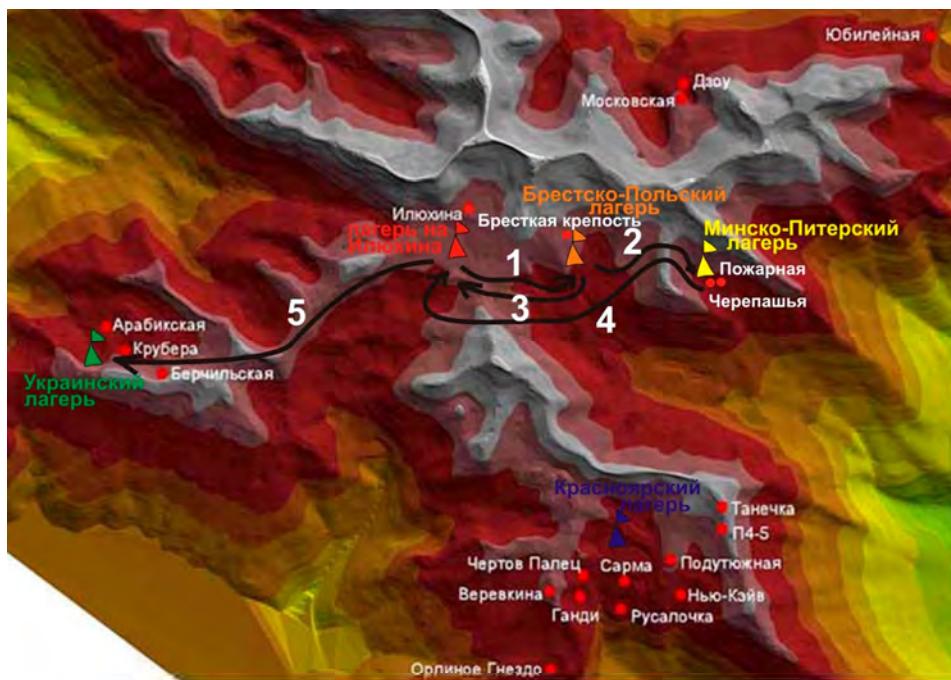 Юбилейная
Дзоу
Московская
Брестско-Польский
лагерь
Илюхина
Бресткая крепость
лагерь на
Илюхина
Минско-Питерский
лагерь
Пожарная
Черепашья
1
2
3
4
5
Арабикская
Крубера
Берчильская
Украинский
лагерь
Красноярский
лагерь
Танечка
П4-5
Подутюжная
Чертов Палец
Сарма
Веревкина
Нью-Кэйв
Ганди
Русалочка
Орлиное Гнездо